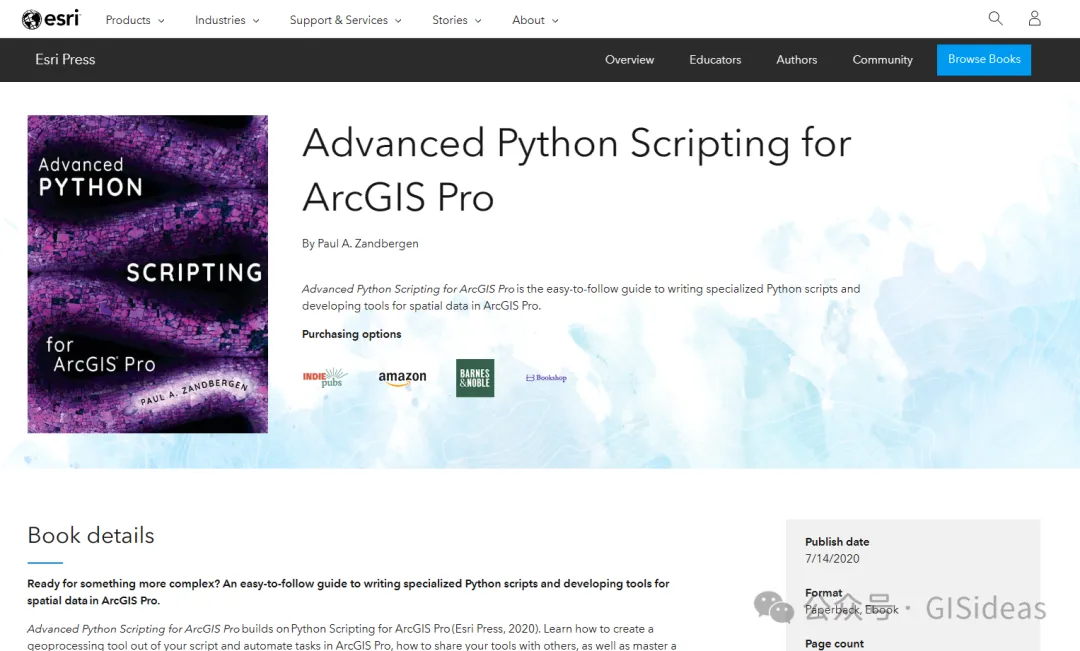 esri Products Industries Support & Services Stories About
Esri Press Overview Educators Authors Community Browse Books
Advanced
PYTHON
SCRIPTING
for
ArcGIS® Pro
PAUL A. ZANDBERGEN
Advanced Python Scripting for
ArcGIS Pro
By Paul A. Zandbergen
Advanced Python Scripting for ArcGIS Pro is the easy-to-follow guide to writing specialized Python scripts and
developing tools for spatial data in ArcGIS Pro.
Purchasing options
INDIE pubs
amazon
BARNES & NOBLE
Bookshop
Book details
Ready for something more complex? An easy-to-follow guide to writing specialized Python scripts and developing tools for
spatial data in ArcGIS Pro.
Advanced Python Scripting for ArcGIS Pro builds on Python Scripting for ArcGIS Pro (Esri Press, 2020). Learn how to create a
geoprocessing tool out of your script and automate tasks in ArcGIS Pro, how to share your tools with others, as well as master a
Publish date
7/14/2020
Format
Paperback, Ebook
公众号 · GISideas
Page count